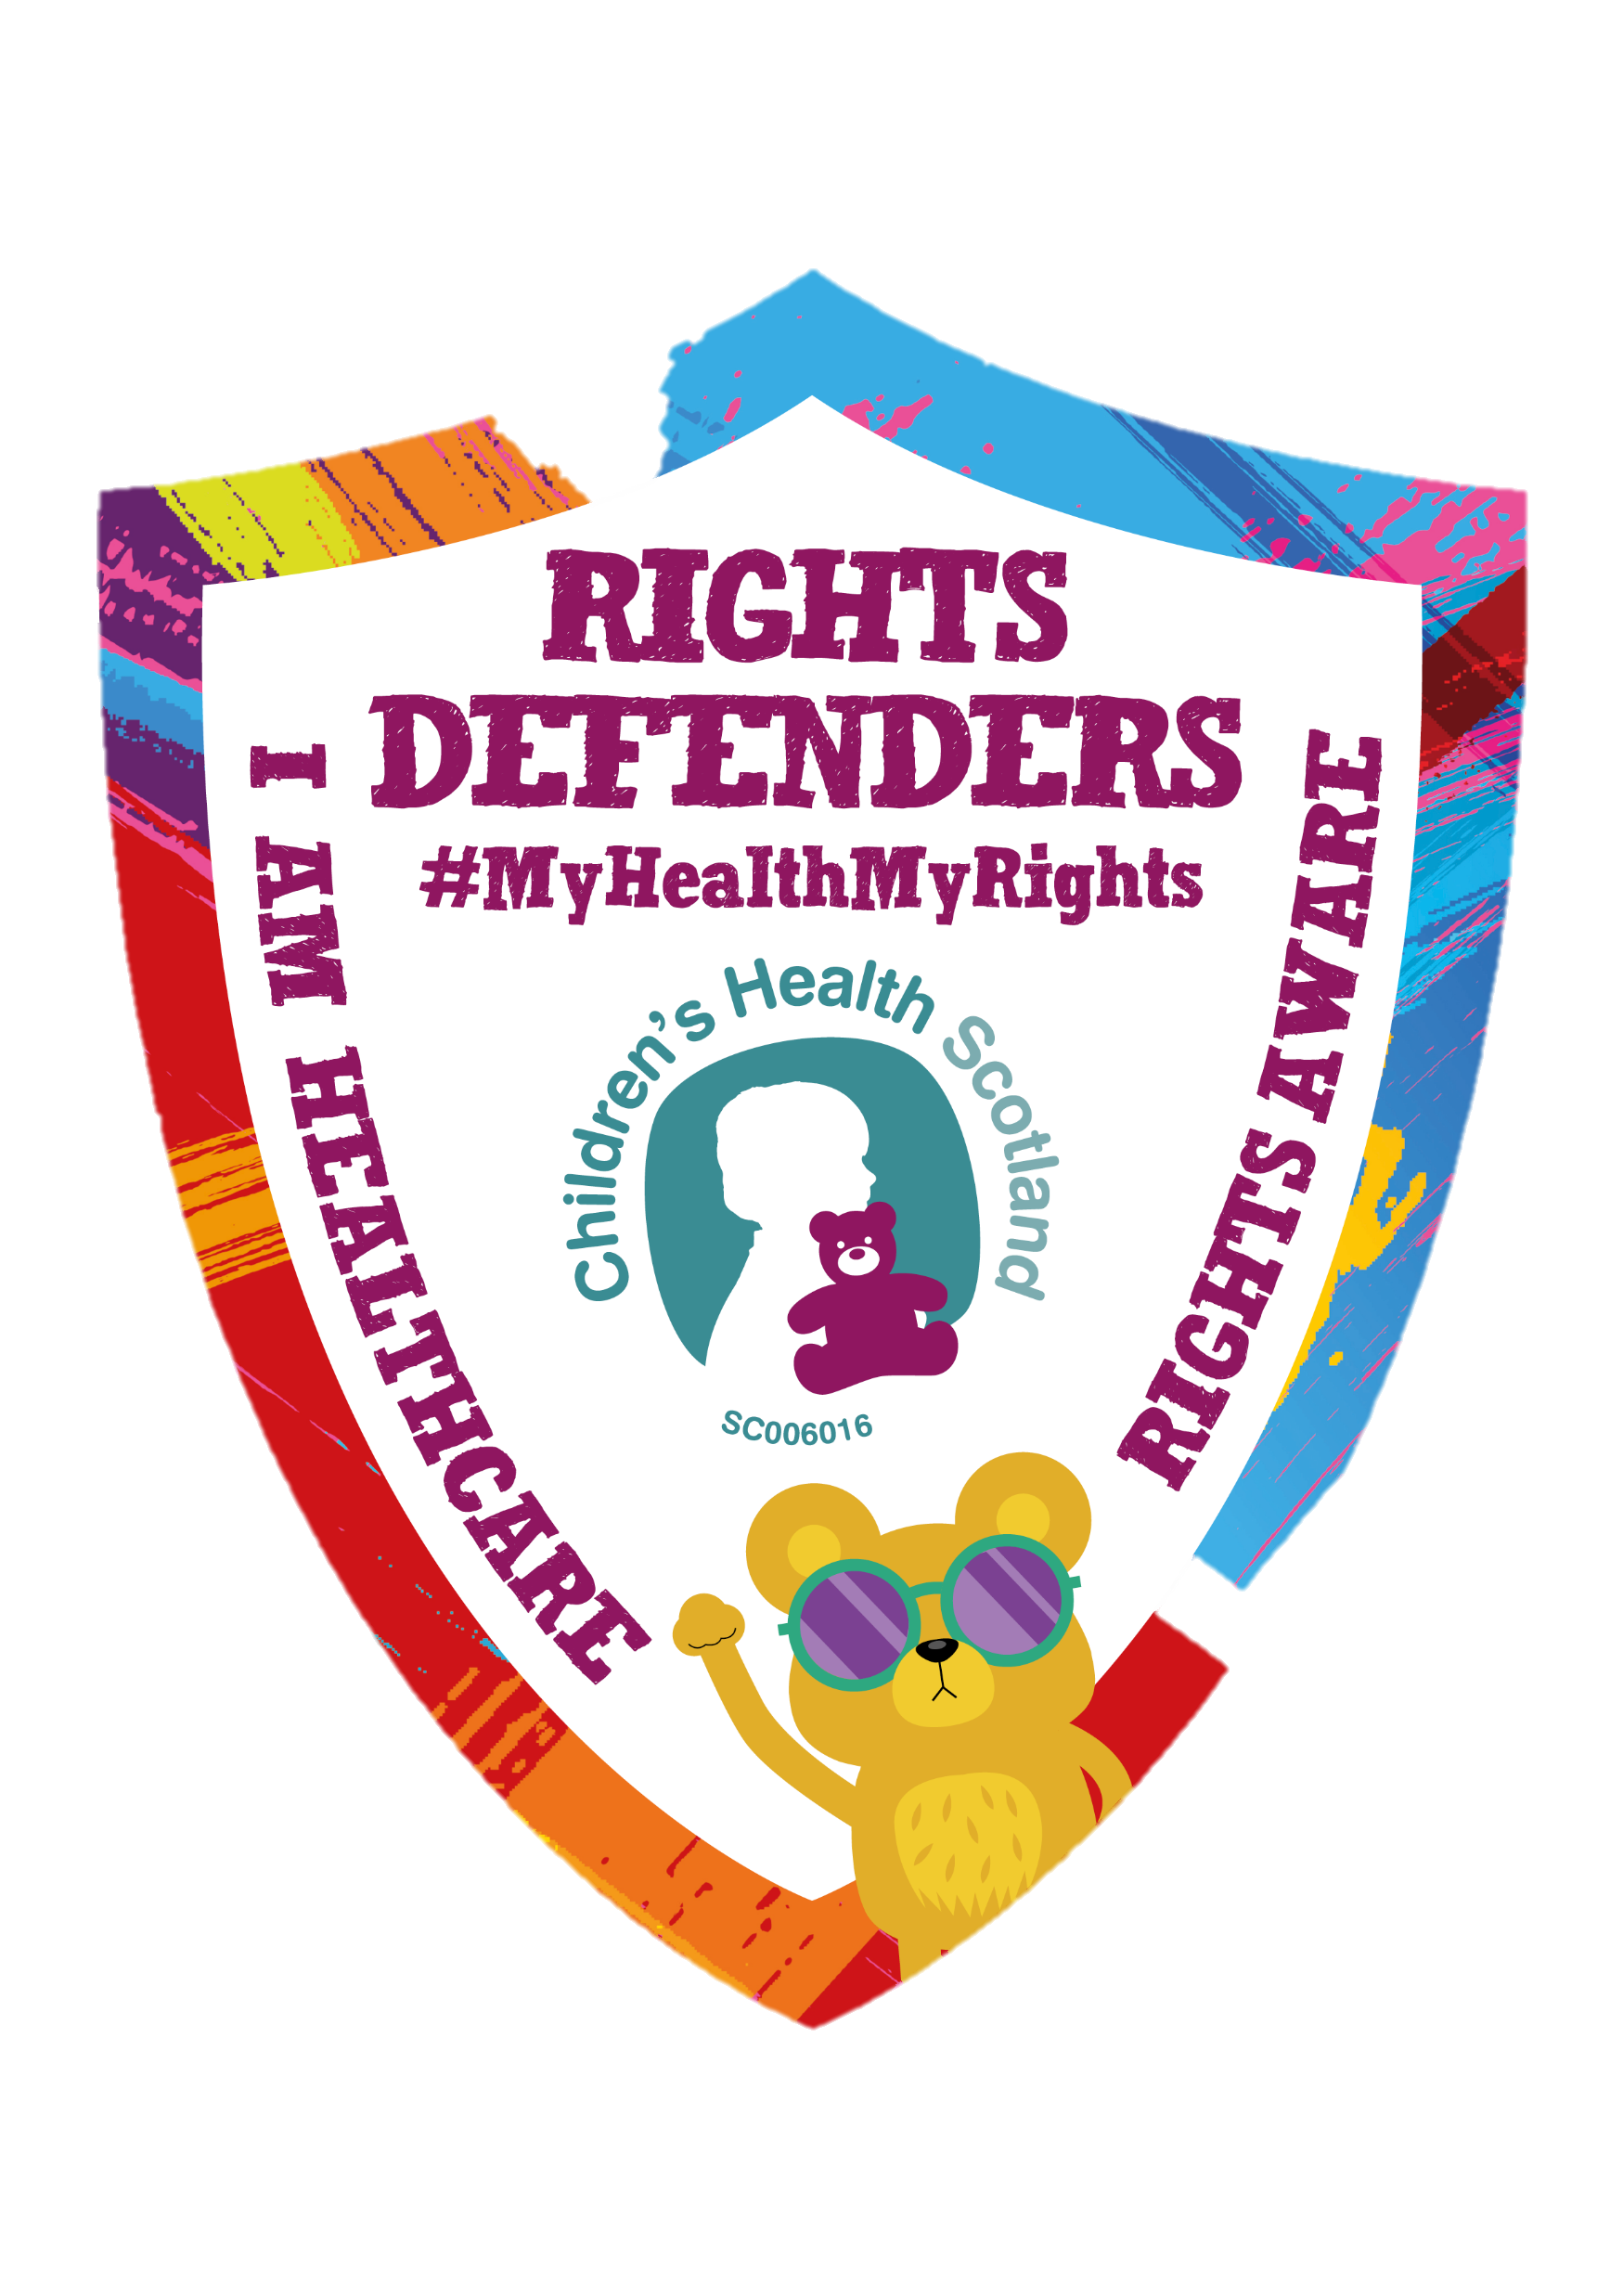 RIGHTS
DEFENDERS
#MyHealthMyRights
I AM HEALTHCARE
RIGHTS AWARE
Children's Health Scotland
SC006016